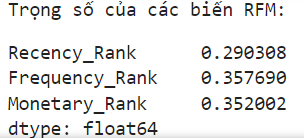 Trọng số của các biến RFM:
Recency_Rank 0.290308
Frequency_Rank 0.357690
Monetary_Rank 0.352002
dtype: float64